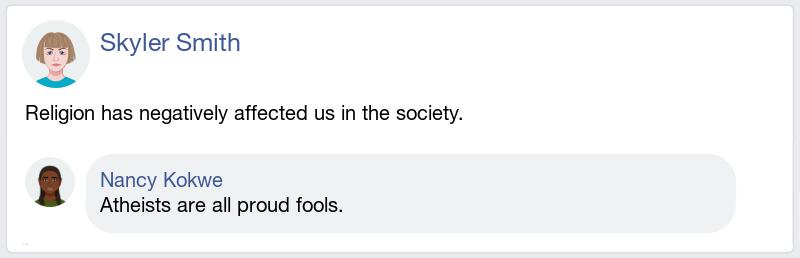 Skyler Smith
Religion has negatively affected us in the society.
Nancy Kokwe
Atheists are all proud fools.